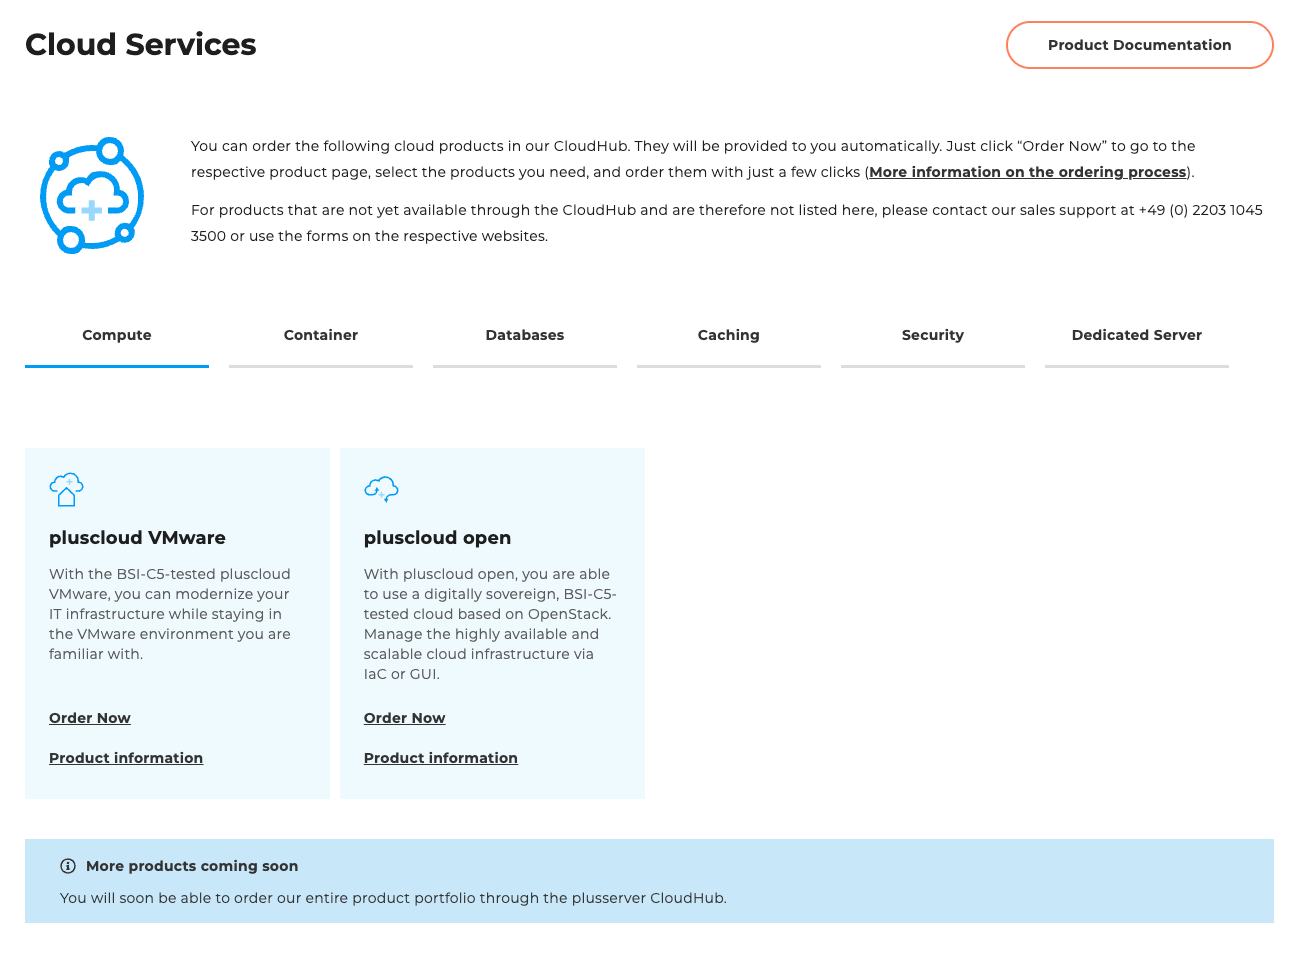 Cloud Services
Product Documentation
You can order the following cloud products in our CloudHub. They will be provided to you automatically. Just click “Order Now” to go to the
respective product page, select the products you need, and order them with just a few clicks (More information on the ordering process).
For products that are not yet available through the CloudHub and are therefore not listed here, please contact our sales support at +49 (0) 2203 1045
3500 or use the forms on the respective websites.
Compute
Container
Databases
Caching
Security
Dedicated Server
pluscloud VMware
With the BSI-C5-tested pluscloud
VMware, you can modernize your
IT infrastructure while staying in
the VMware environment you are
familiar with.
Order Now
Product information
pluscloud open
With pluscloud open, you are able
to use a digitally sovereign, BSI-C5-
tested cloud based on OpenStack.
Manage the highly available and
scalable cloud infrastructure via
IaC or GUI.
Order Now
Product information
More products coming soon
You will soon be able to order our entire product portfolio through the plusserver CloudHub.